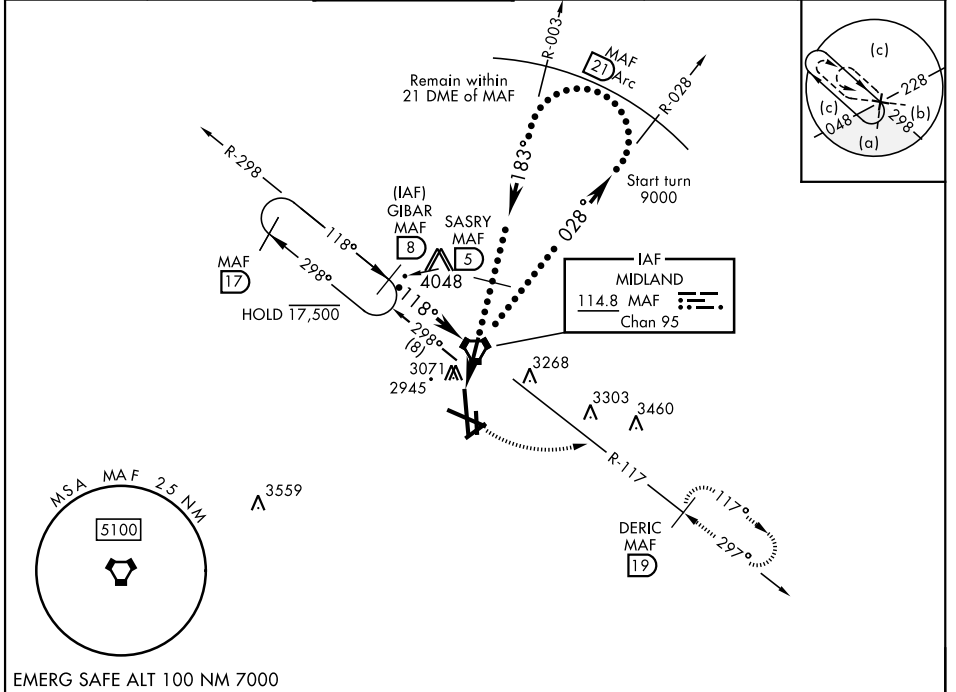 R-003
MAF
21 Arc
R-028
Remain within
21 DME of MAF
183°
028°
Start turn
9000
R-298
(IAF)
GIBAR
MAF
8
SASRY
MAF
5
4048
118°
298°
MAF
17
HOLD 17,500
118°
298°
(8)
IAF
MIDLAND
114.8 MAF
Chan 95
3071
2945
3268
3303
3460
R-117
3559
DERIC
MAF
19
117°
297°
MSA MAF 25 NM
5100
EMERG SAFE ALT 100 NM 7000
(c)
228
(b)
298
(c)
048
(a)